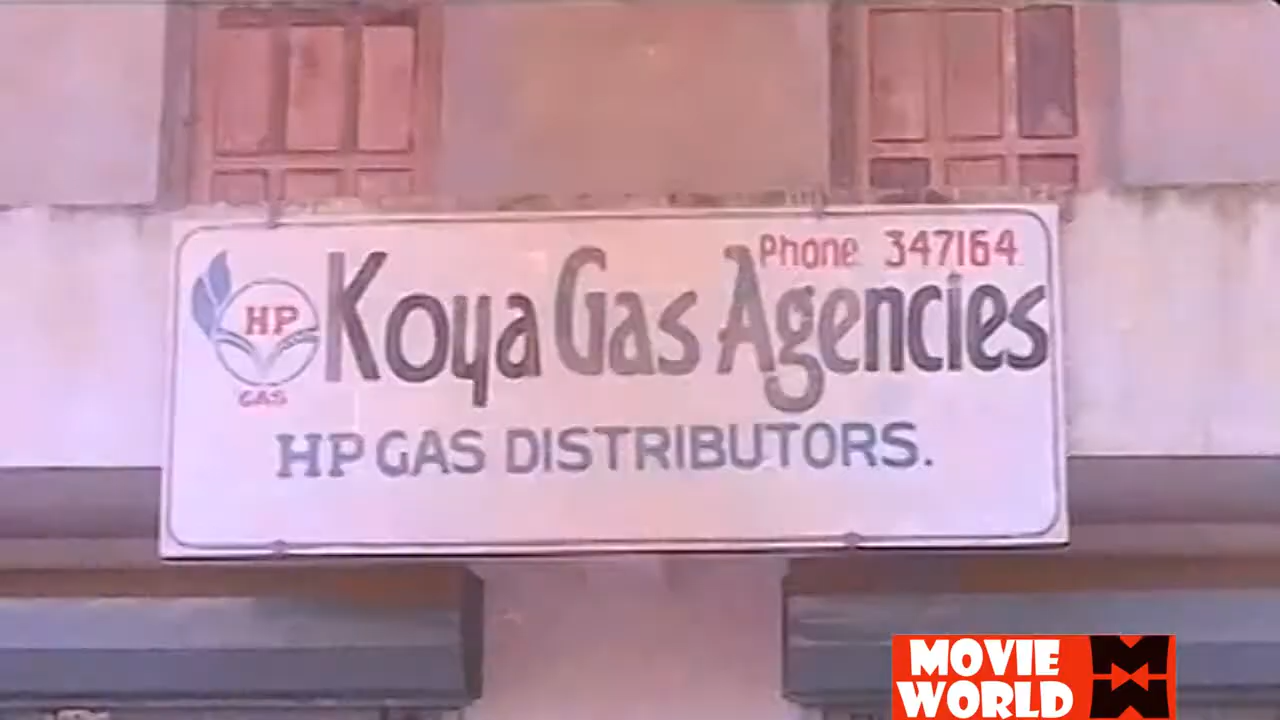 Phone 347164
HP
GAS
Koya Gas Agencies
HP GAS DISTRIBUTORS.
MOVIE
WORLD